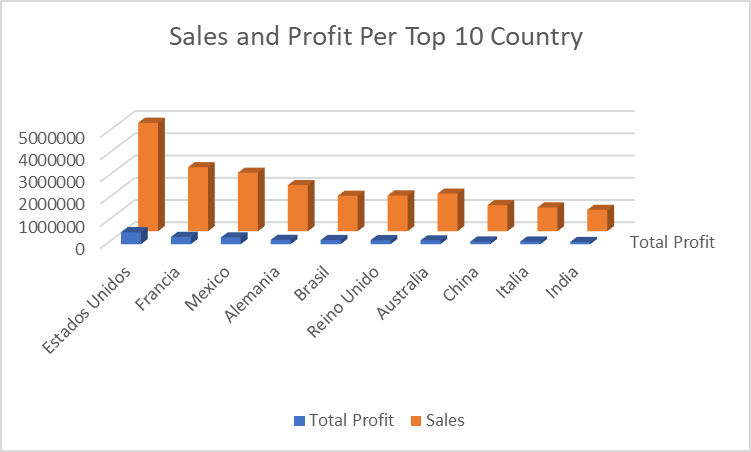 Sales and Profit Per Top 10 Country
5000000
4000000
3000000
2000000
1000000
0
Total Profit
Estados Unidos
Francia
Mexico
Alemania
Brasil
Reino Unido
Australia
China
Italia
India
Total Profit
Sales